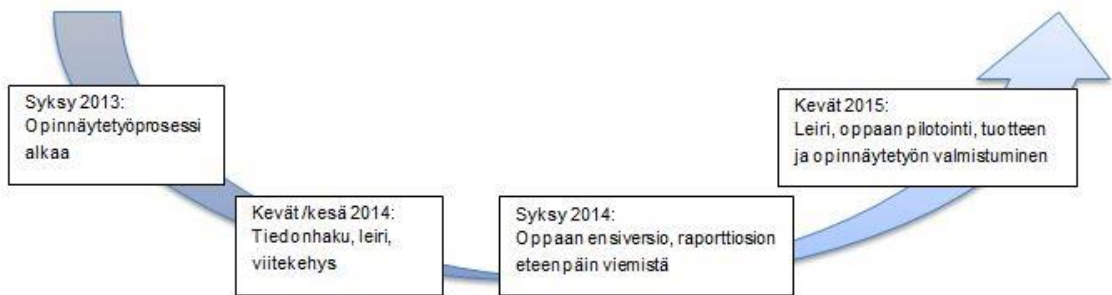 Syksy 2013:
Opinnäytetyöprosessi
alkaa
Kevät/kesä 2014:
Tiedonhaku, leiri,
viitekehys
Syksy 2014:
Oppaan ensiversio, raporttiosion
eteenpäin viemistä
Kevät 2015:
Leiri, oppaan pilotointi, tuotteen
ja opinnäytetyön valmistuminen